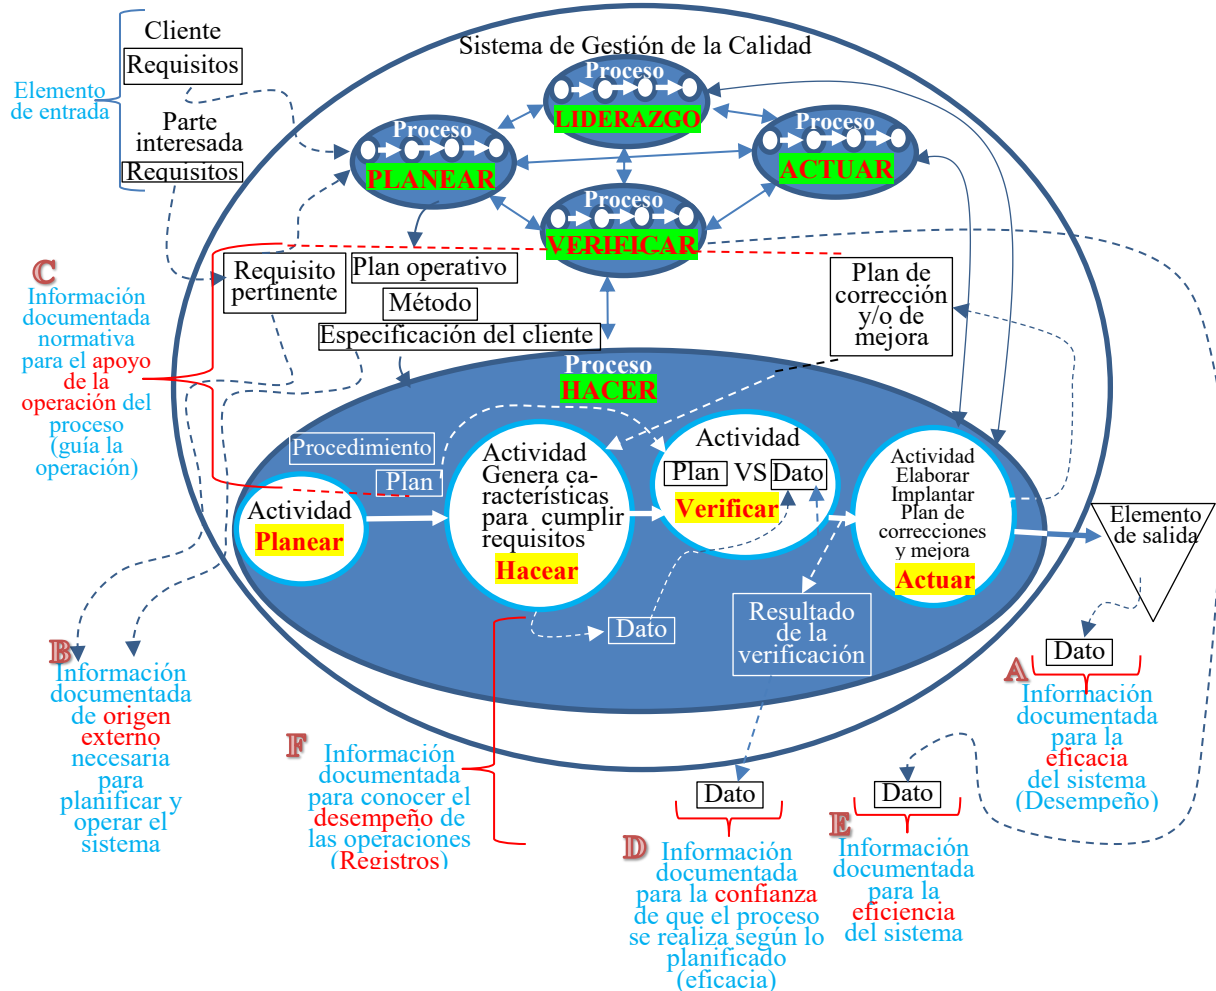 Cliente
Requisitos
Elemento
de entrada
Parte
interesada
Requisitos
Sistema de Gestión de la Calidad
Proceso
LIDERAZGO
Proceso
PLANEAR
Proceso
ACTUAR
Proceso
VERIFICAR
Requisito
pertinente
Plan operativo
Método
Especificación del cliente
Plan de
corrección
y/o de
mejora
C
Información
documentada
normativa
para el apoyo
de la
operación del
proceso
(guía la
operación)
Proceso
HACER
Procedimiento
Plan
Actividad
Planear
Actividad
Genera ca-
racterísticas
para cumplir
requisitos
Hacear
Actividad
Plan VS Dato
Verificar
Actividad
Elaborar
Implantar
Plan de
correcciones
y mejora
Actuar
Elemento
de salida
Dato
Resultado
de la
verificación
Dato
A
Información
documentada
para la
eficacia
del sistema
(Desempeño)
B
Información
documentada
de origen
externo
necesaria
para
planificar y
operar el
sistema
F
Información
documentada
para conocer el
desempeño de
las operaciones
(Registros)
Dato
D
Información
documentada
para la confianza
de que el proceso
se realiza según lo
planificado
(eficacia)
Dato
E
Información
documentada
para la
eficiencia
del sistema